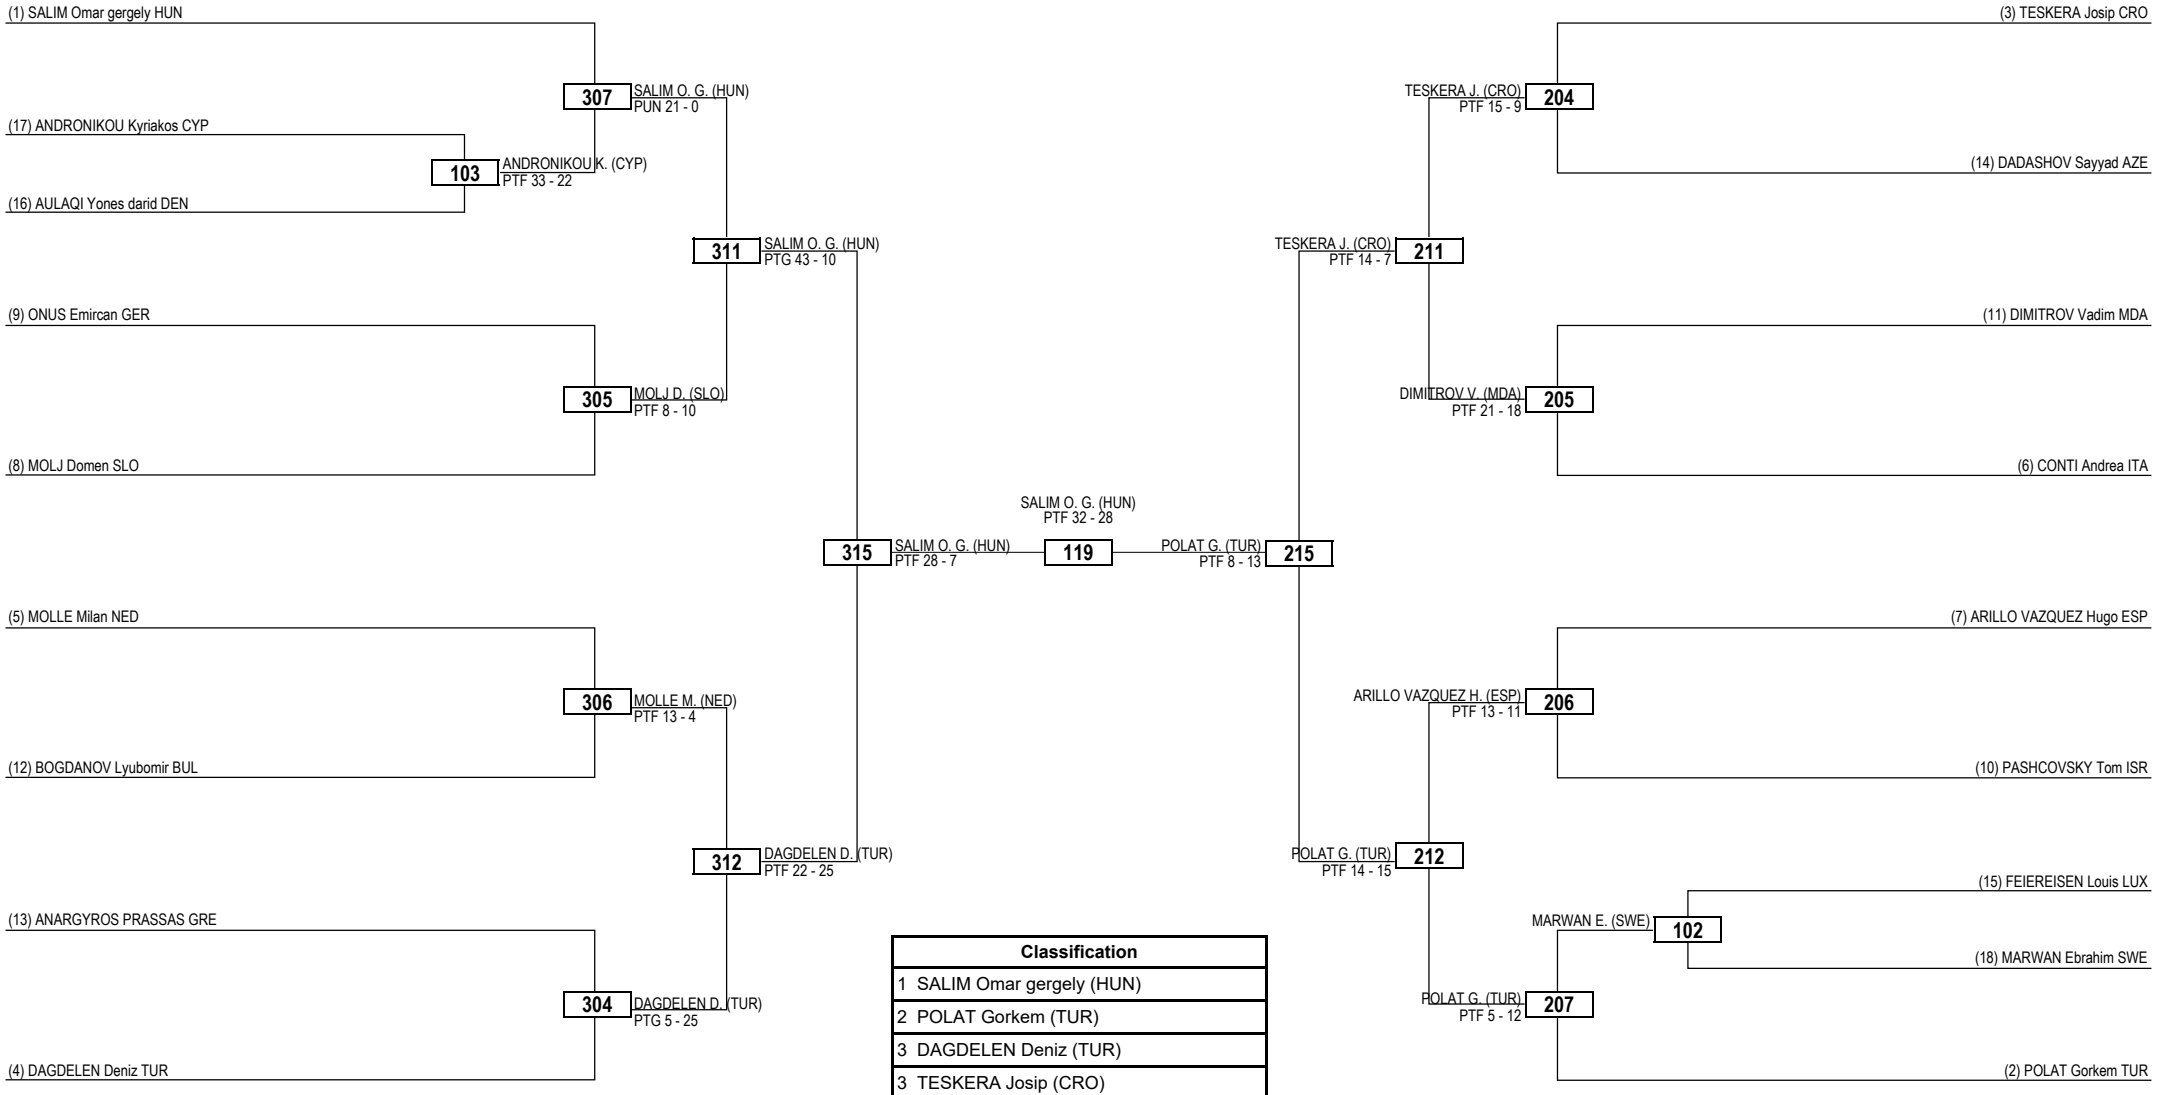 (1) SALIM Omar gergely HUN
(3) TESKERA Josip CRO
307
SALIM O. G. (HUN)
PUN 21 - 0
TESKERA J. (CRO)
PTF 15 - 9
204
(17) ANDRONIKOU Kyriakos CYP
103
ANDRONIKOU K. (CYP)
PTF 33 - 22
(14) DADASHOV Sayyad AZE
(16) AULAQI Yones darid DEN
311
SALIM O. G. (HUN)
PTG 43 - 10
TESKERA J. (CRO)
PTF 14 - 7
211
(9) ONUS Emircan GER
(11) DIMITROV Vadim MDA
305
MOLJ D. (SLO)
PTF 8 - 10
DIMITROV V. (MDA)
PTF 21 - 18
205
(8) MOLJ Domen SLO
(6) CONTI Andrea ITA
SALIM O. G. (HUN)
PTF 32 - 28
315
SALIM O. G. (HUN)
PTF 28 - 7
119
POLAT G. (TUR)
PTF 8 - 13
215
(5) MOLLE Milan NED
(7) ARILLO VAZQUEZ Hugo ESP
306
MOLLE M. (NED)
PTF 13 - 4
ARILLO VAZQUEZ H. (ESP)
PTF 13 - 11
206
(12) BOGDANOV Lyubomir BUL
(10) PASHCOVSKY Tom ISR
312
DAGDELEN D. (TUR)
PTF 22 - 25
POLAT G. (TUR)
PTF 14 - 15
212
(15) FEIEREISEN Louis LUX
(13) ANARGYROS PRASSAS GRE
MARWAN E. (SWE)
102
(18) MARWAN Ebrahim SWE
304
DAGDELEN D. (TUR)
PTG 5 - 25
POLAT G. (TUR)
PTF 5 - 12
207
(4) DAGDELEN Deniz TUR
(2) POLAT Gorkem TUR
Classification
1 SALIM Omar gergely (HUN)
2 POLAT Gorkem (TUR)
3 DAGDELEN Deniz (TUR)
3 TESKERA Josip (CRO)